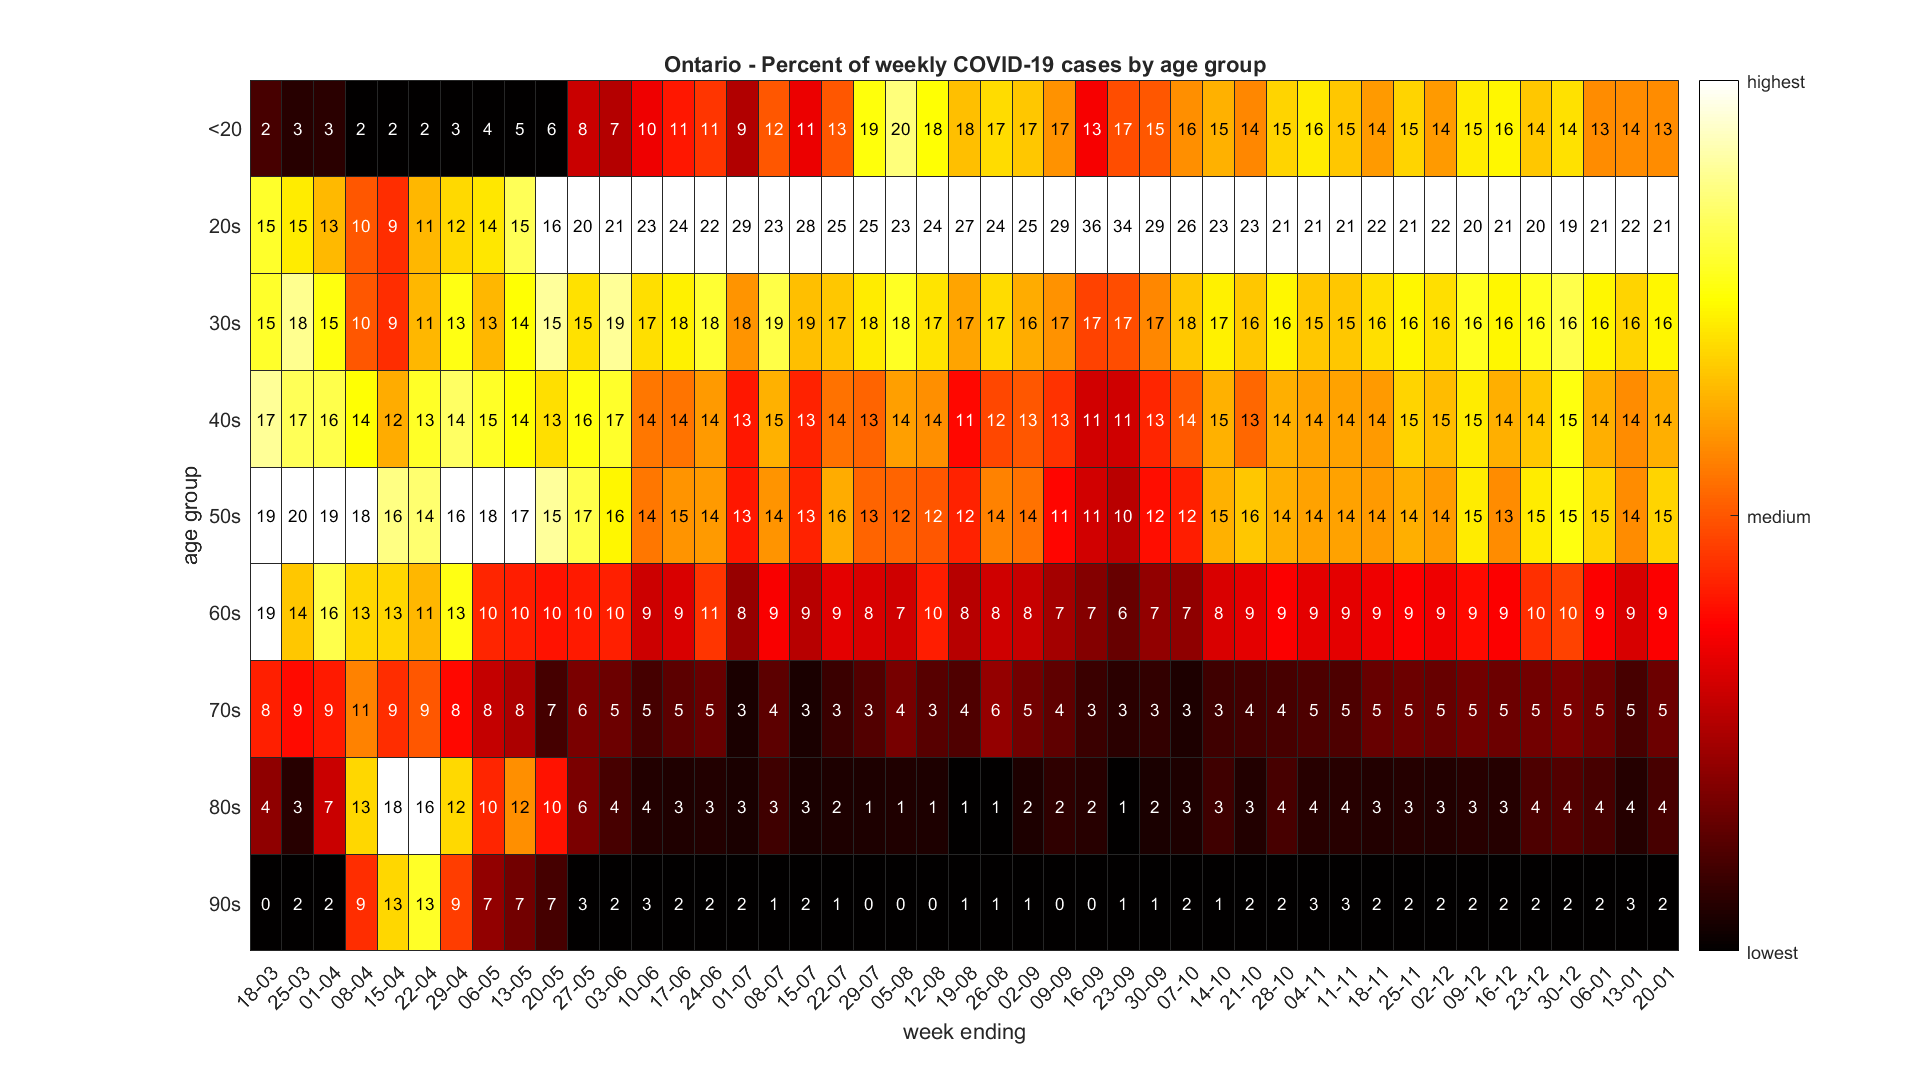 Ontario - Percent of weekly COVID-19 cases by age group
highest
<20 2 3 3 2 2 2 3 4 5 6 8 7 10 11 11 9 12 11 13 19 20 18 18 17 17 17 13 17 15 16 15 14 15 16 15 14 15 14 15 16 14 14 13 14 13
20s 15 15 13 10 9 11 12 14 15 16 20 21 23 24 22 29 23 28 25 25 23 24 27 24 25 29 36 34 29 26 23 23 21 21 21 22 21 22 20 21 20 19 21 22 21
30s 15 18 15 10 9 11 13 13 14 15 15 19 17 18 18 18 19 19 17 18 18 17 17 17 16 17 17 17 17 18 17 16 16 15 15 16 16 16 16 16 16 16 16 16 16
40s 17 17 16 14 12 13 14 15 14 13 16 17 14 14 14 13 15 13 14 13 14 14 11 12 13 13 11 11 13 14 15 13 14 14 14 14 15 15 15 14 14 15 14 14 14
50s 19 20 19 18 16 14 16 18 17 15 17 16 14 15 14 13 14 13 16 13 12 12 12 14 14 11 11 10 12 12 15 16 14 14 14 14 14 14 15 13 15 15 15 14 15
medium
age group
60s 19 14 16 13 13 11 13 10 10 10 10 10 9 9 11 8 9 9 9 8 7 10 8 8 8 7 7 6 7 7 8 9 9 9 9 9 9 9 9 9 10 10 9 9 9
70s 8 9 9 11 9 9 8 8 8 7 6 5 5 5 5 3 4 3 3 3 4 3 4 6 5 4 3 3 3 3 3 4 4 5 5 5 5 5 5 5 5 5 5 5 5
80s 4 3 7 13 18 16 12 10 12 10 6 4 4 3 3 3 3 3 2 1 1 1 1 1 2 2 2 1 2 3 3 3 4 4 4 3 3 3 3 3 4 4 4 4 4
90s 0 2 2 9 13 13 9 7 7 7 3 2 3 2 2 2 1 2 1 0 0 0 1 1 1 0 0 1 1 2 1 2 2 3 3 2 2 2 2 2 2 2 2 3 2
lowest
18-03 25-03 01-04 08-04 15-04 22-04 29-04 06-05 13-05 20-05 27-05 03-06 10-06 17-06 24-06 01-07 08-07 15-07 22-07 29-07 05-08 12-08 19-08 26-08 02-09 09-09 16-09 23-09 30-09 07-10 14-10 21-10 28-10 04-11 11-11 18-11 25-11 02-12 09-12 16-12 23-12 30-12 06-01 13-01 20-01
week ending